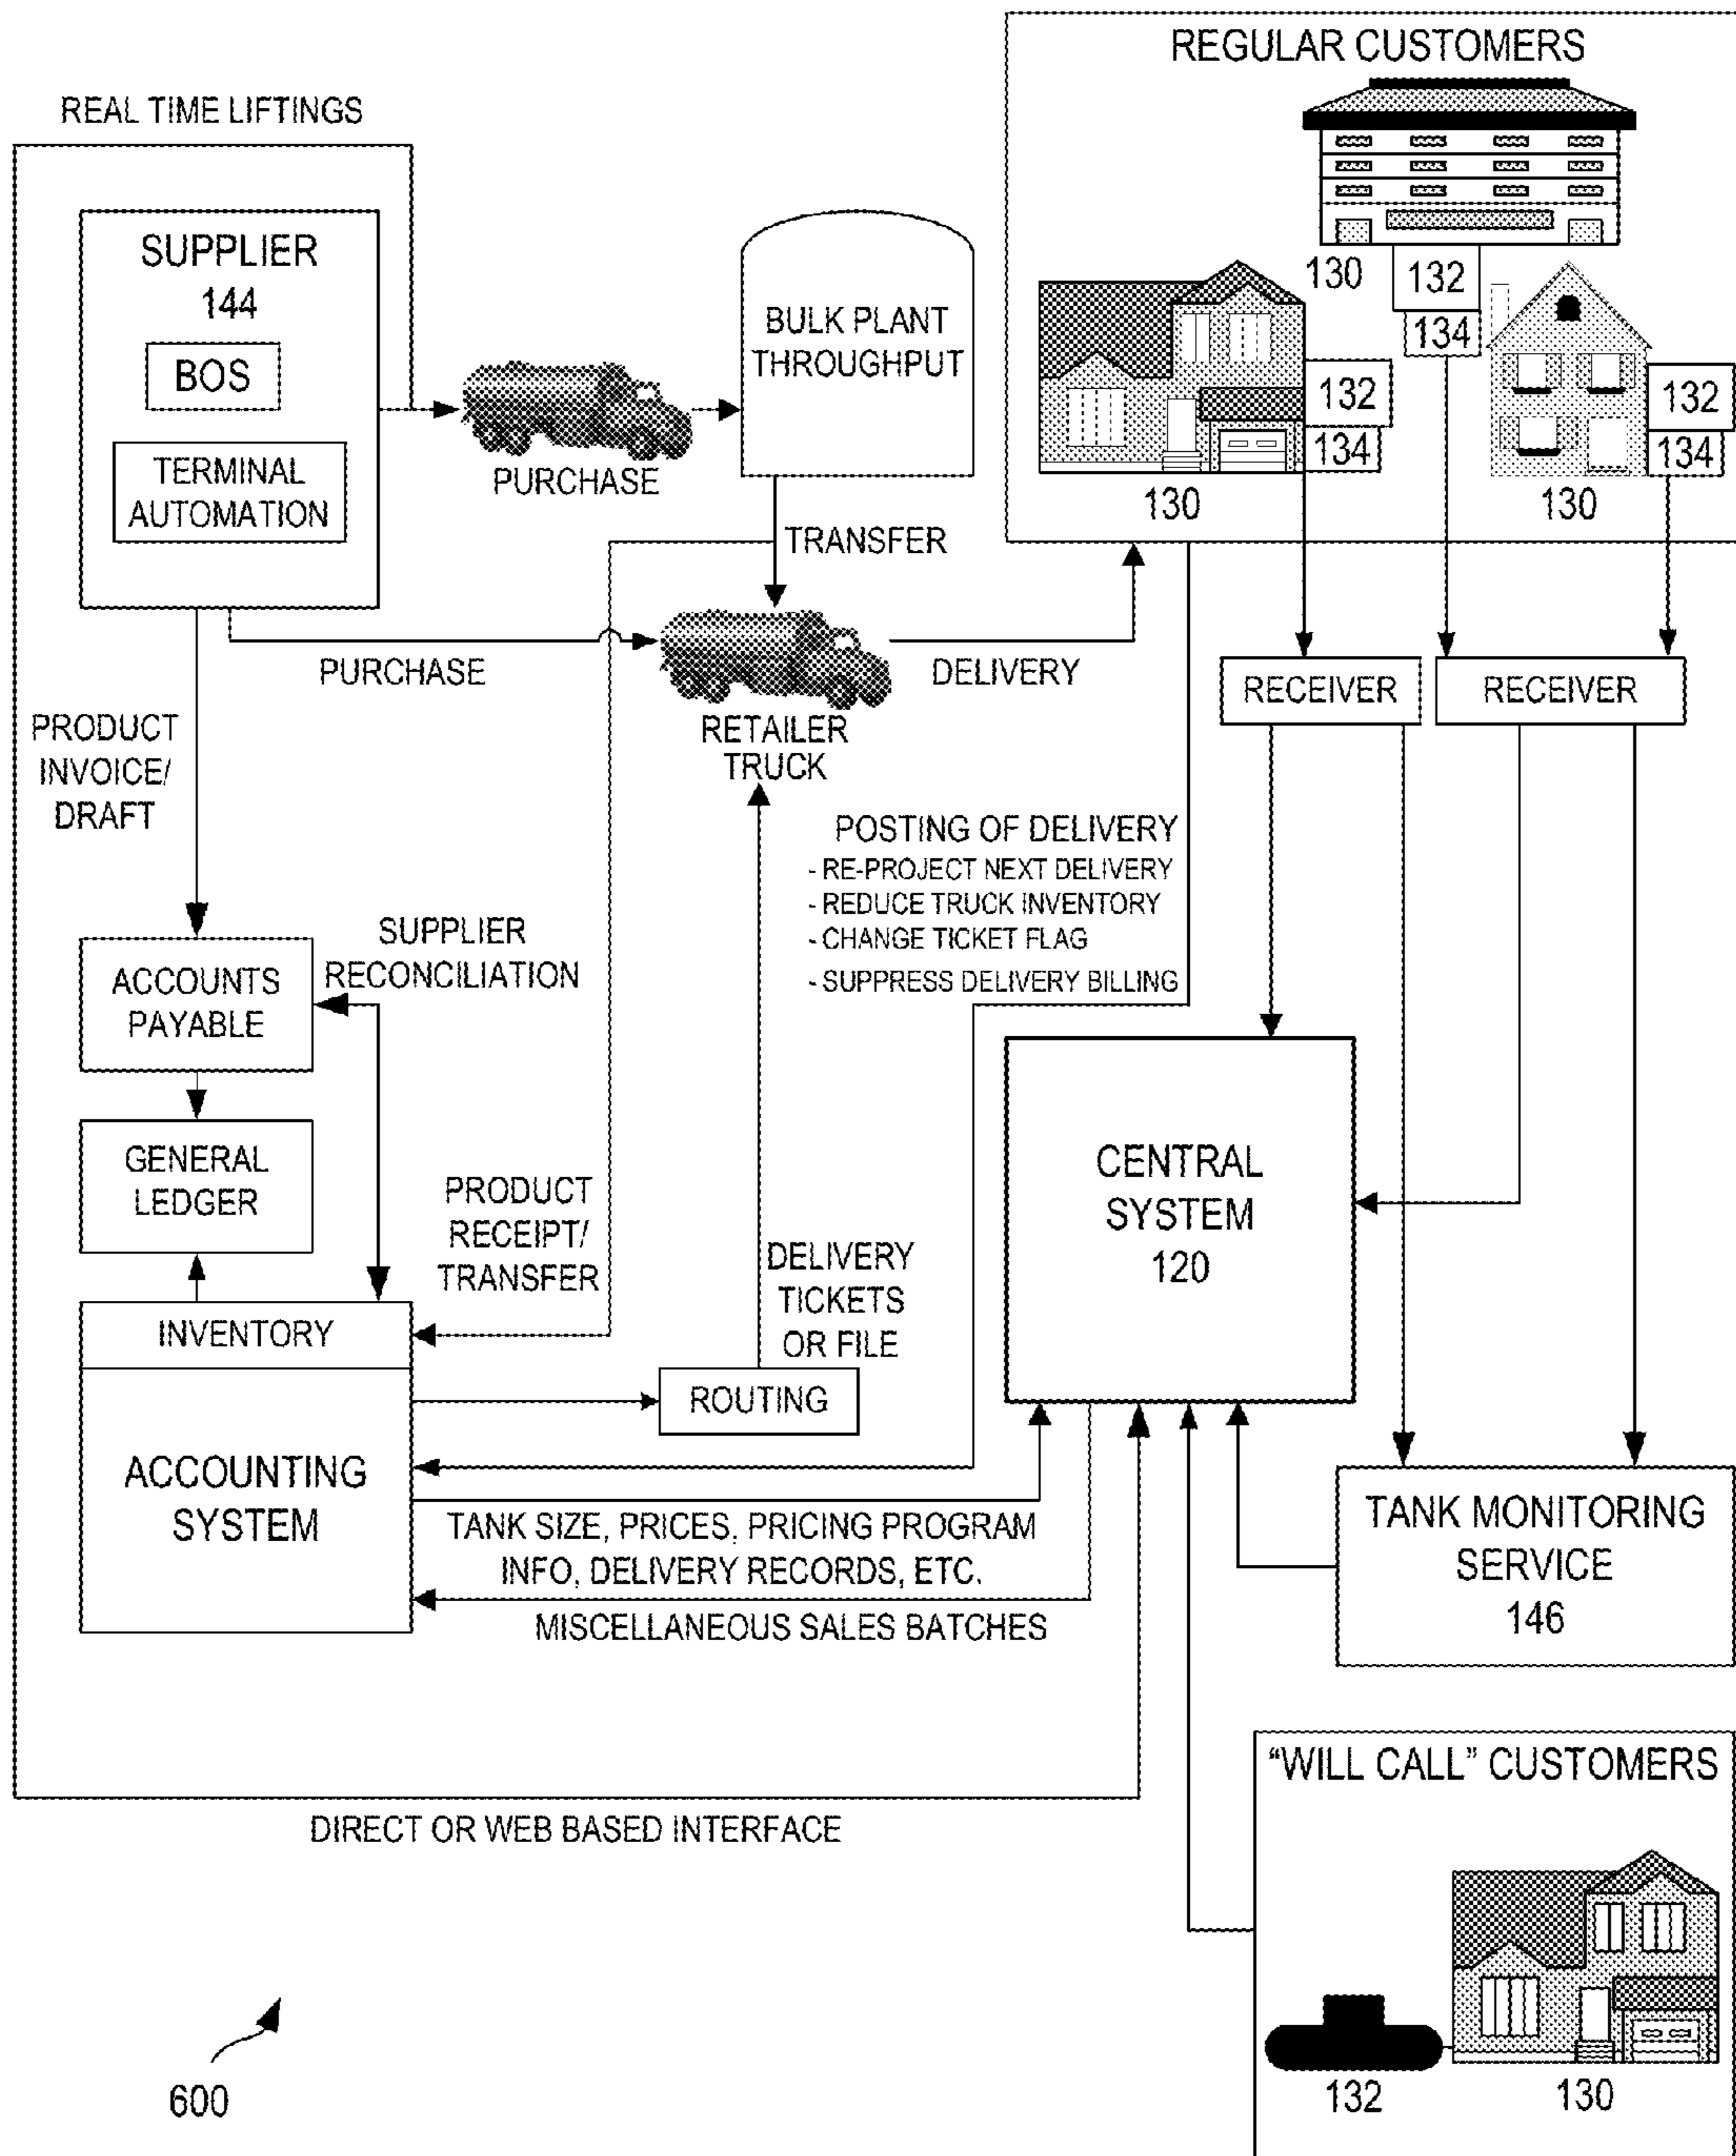 REGULAR CUSTOMERS
REAL TIME LIFTINGS
SUPPLIER
144
BOS
TERMINAL
AUTOMATION
PURCHASE
BULK PLANT
THROUGHPUT
130
132
134
132
134
130
132
134
130
TRANSFER
PURCHASE
RETAILER
TRUCK
DELIVERY
RECEIVER
RECEIVER
PRODUCT
INVOICE/
DRAFT
POSTING OF DELIVERY
- RE-PROJECT NEXT DELIVERY
- REDUCE TRUCK INVENTORY
- CHANGE TICKET FLAG
- SUPPRESS DELIVERY BILLING
SUPPLIER
RECONCILIATION
ACCOUNTS
PAYABLE
GENERAL
LEDGER
PRODUCT
RECEIPT/
TRANSFER
DELIVERY
TICKETS
OR FILE
CENTRAL
SYSTEM
120
INVENTORY
ROUTING
ACCOUNTING
SYSTEM
TANK SIZE, PRICES, PRICING PROGRAM
INFO, DELIVERY RECORDS, ETC.
MISCELLANEOUS SALES BATCHES
TANK MONITORING
SERVICE
146
DIRECT OR WEB BASED INTERFACE
“WILL CALL” CUSTOMERS
132
130
600